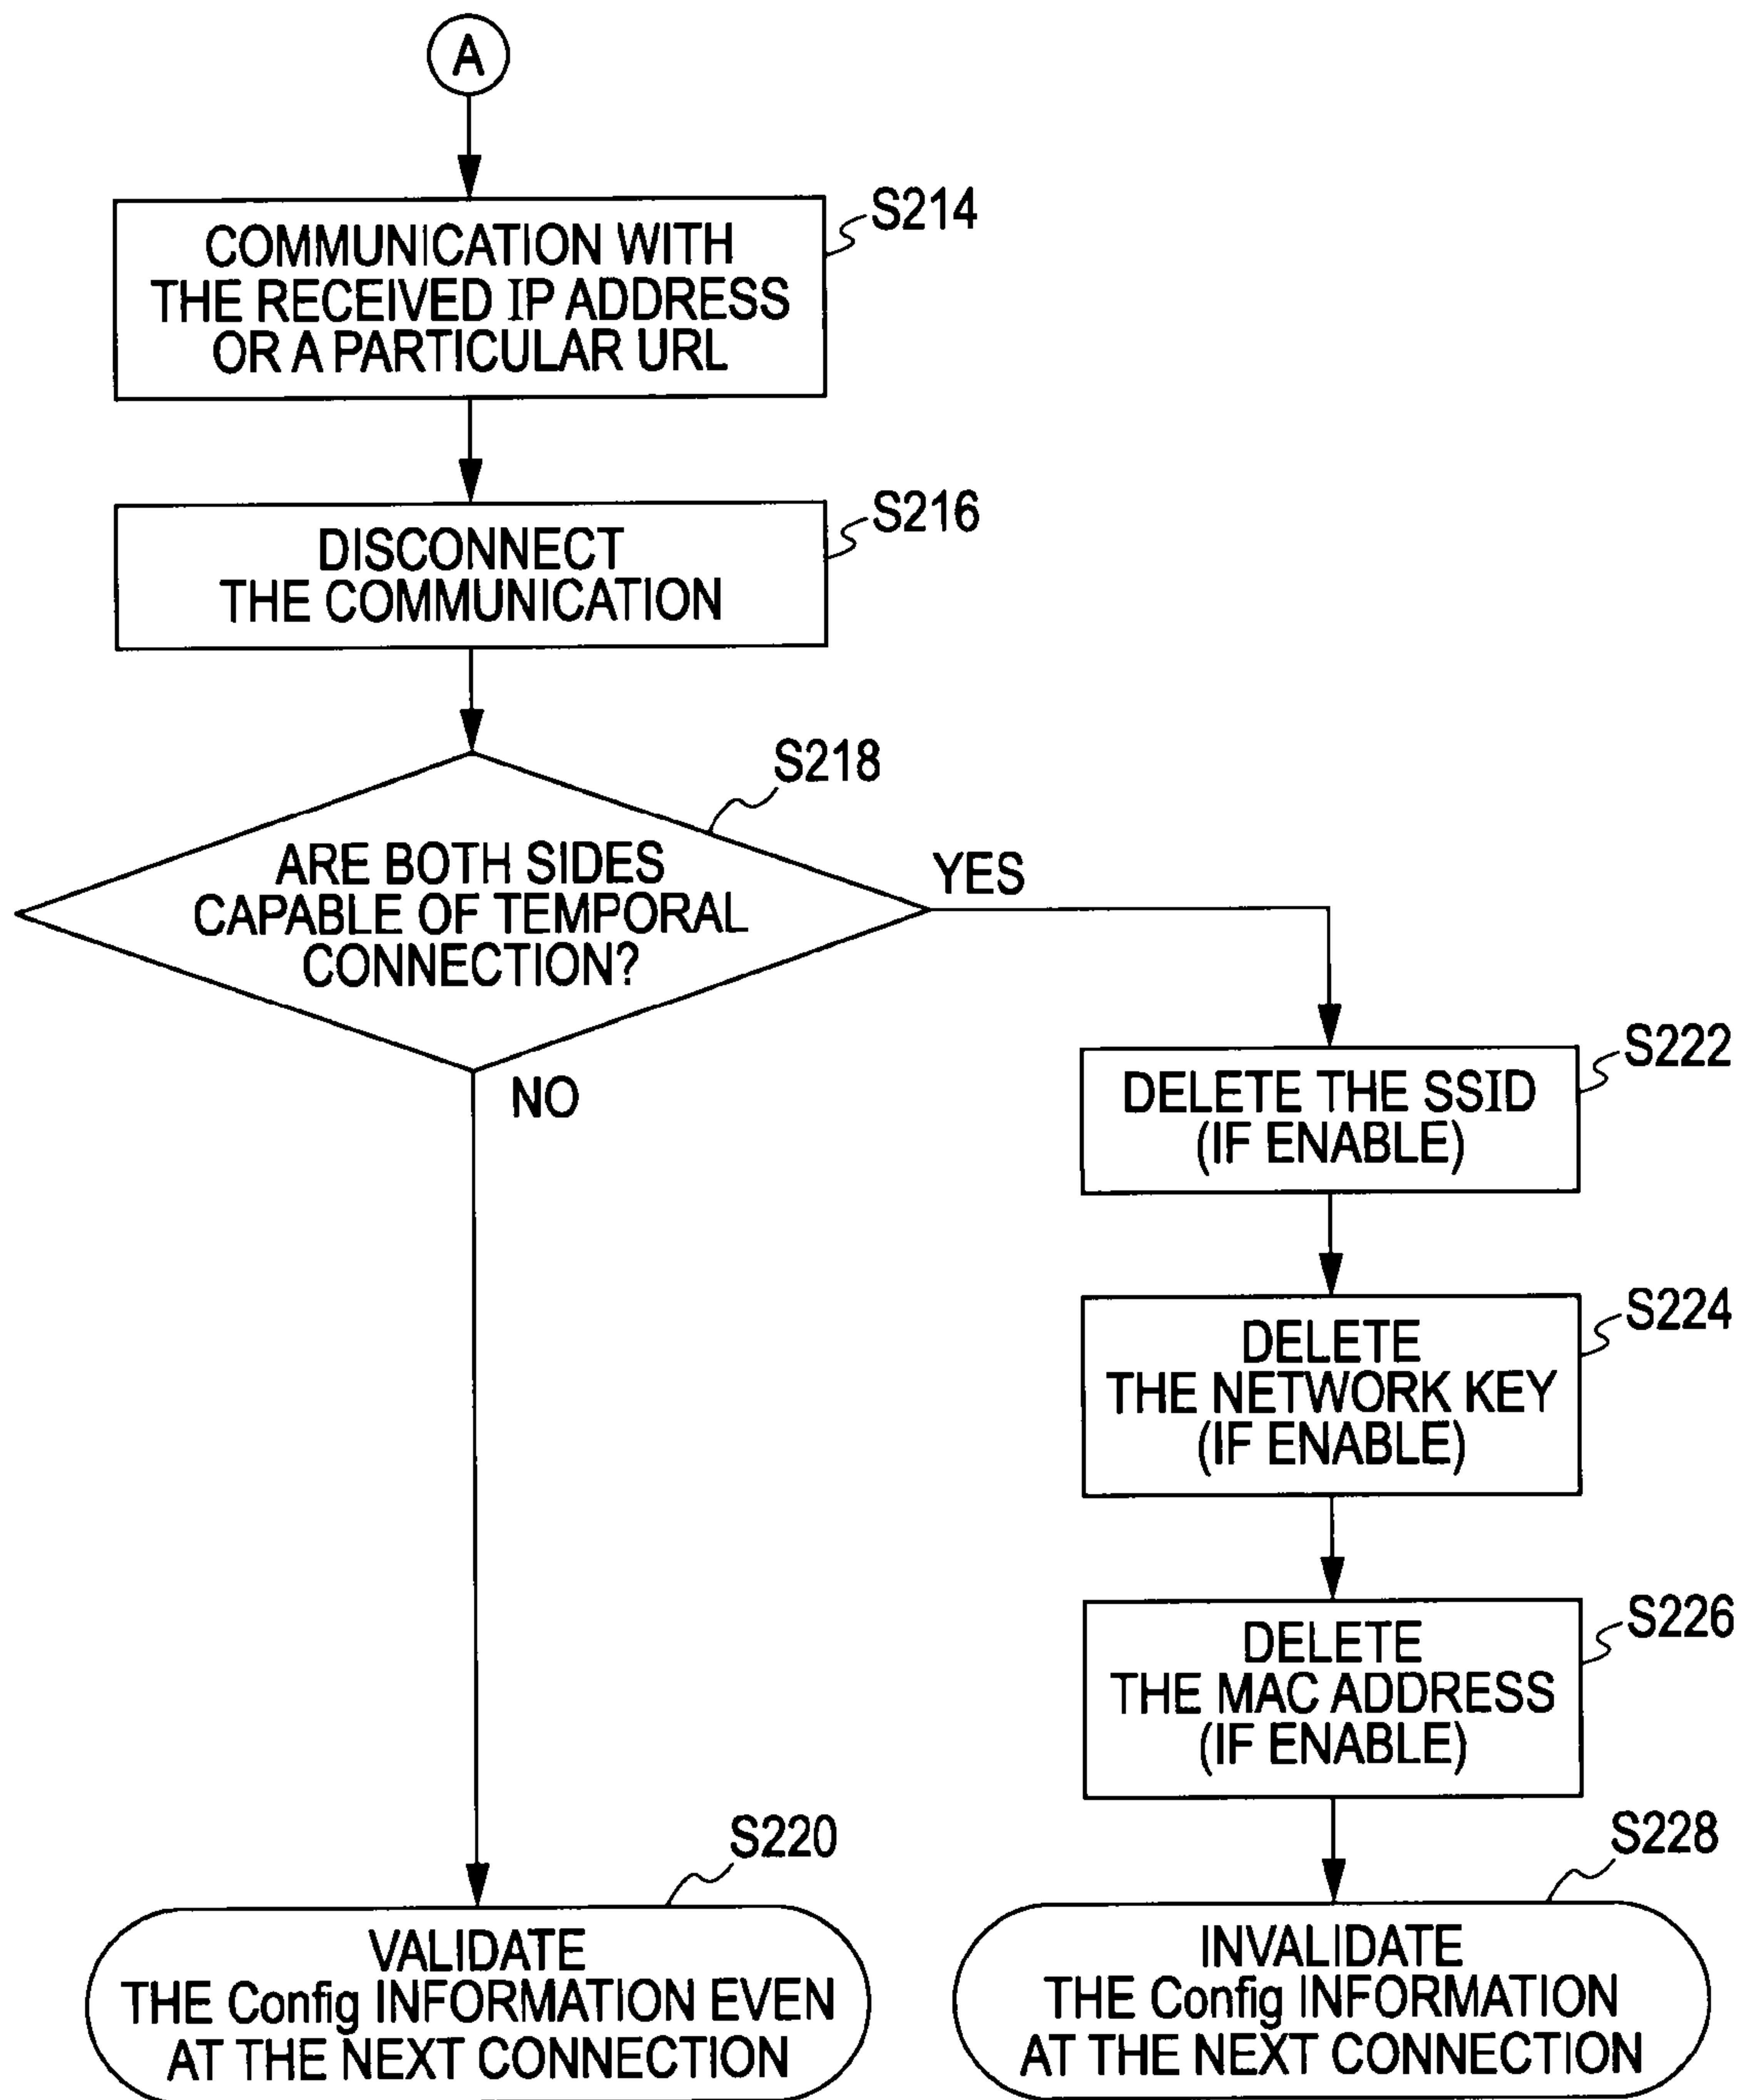 A
S214
COMMUNICATION WITH
THE RECEIVED IP ADDRESS
OR A PARTICULAR URL
S216
DISCONNECT
THE COMMUNICATION
S218
ARE BOTH SIDES
CAPABLE OF TEMPORAL
CONNECTION?
YES
NO
S222
DELETE THE SSID
(IF ENABLE)
S224
DELETE
THE NETWORK KEY
(IF ENABLE)
S226
DELETE
THE MAC ADDRESS
(IF ENABLE)
S220
VALIDATE
THE Config INFORMATION EVEN
AT THE NEXT CONNECTION
S228
INVALIDATE
THE Config INFORMATION
AT THE NEXT CONNECTION